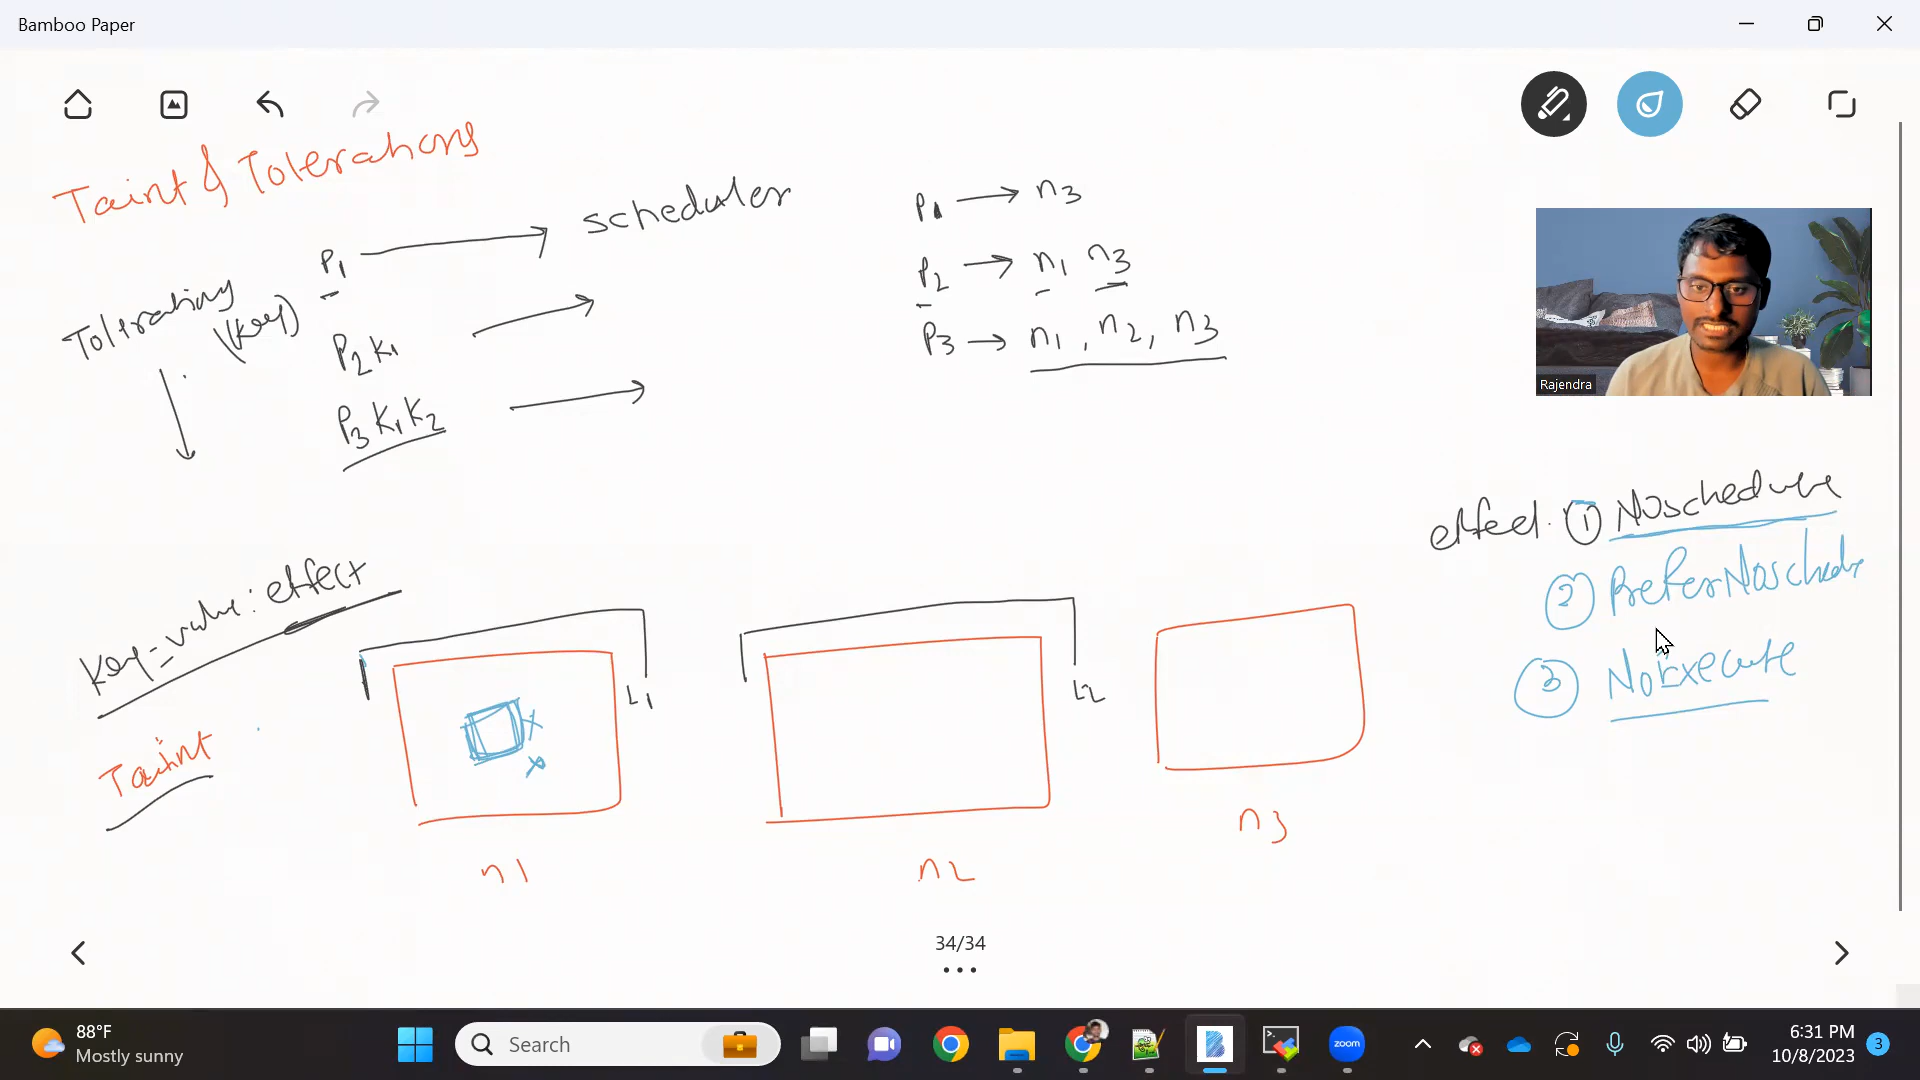 Bamboo Paper
Taint & Tolerations
P1 → scheduler
Tolerating
(key)
P2 K1
P3 K1 K2
P1 → n3
P2 → n1 n3
P3 → n1, n2, n3
Rajendra
effect. ① Noschedule
② PreferNoschedule
③ NoExecute
Key=value: effect
Taint
L1
L2
n1
n2
n3
34/34
88°F
Mostly sunny
Search
zoom
6:31 PM
10/8/2023
3